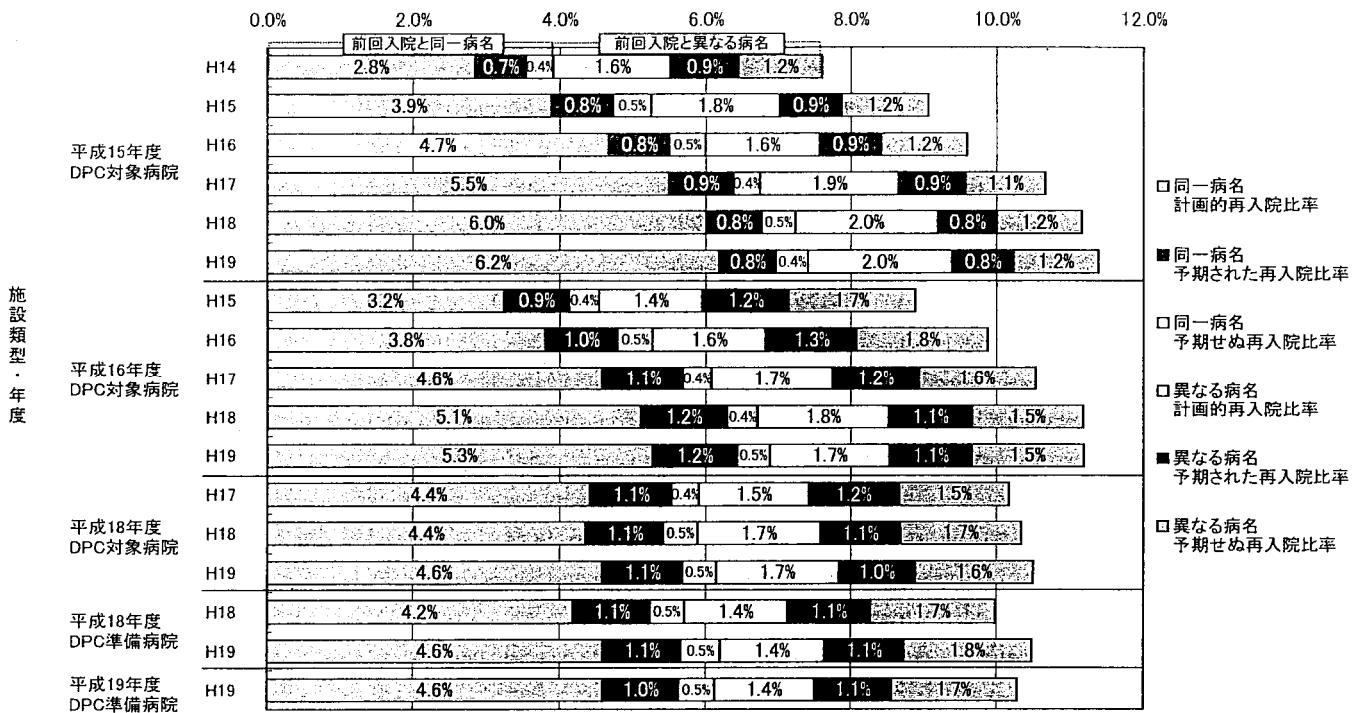 0.0% 2.0% 4.0% 6.0% 8.0% 10.0% 12.0%
前回入院と同一病名 前回入院と異なる病名
施設類型・年度
平成15年度
DPC対象病院
H14 2.8% 0.7% 0.4% 1.6% 0.9% 1.2%
H15 3.9% 0.8% 0.5% 1.8% 0.9% 1.2%
H16 4.7% 0.8% 0.5% 1.6% 0.9% 1.2%
H17 5.5% 0.9% 0.4% 1.9% 0.9% 1.1%
H18 6.0% 0.8% 0.5% 2.0% 0.8% 1.2%
H19 6.2% 0.8% 0.4% 2.0% 0.8% 1.2%
平成16年度
DPC対象病院
H15 3.2% 0.9% 0.4% 1.4% 1.2% 1.7%
H16 3.8% 1.0% 0.5% 1.6% 1.3% 1.8%
H17 4.6% 1.1% 0.4% 1.7% 1.2% 1.6%
H18 5.1% 1.2% 0.4% 1.8% 1.1% 1.5%
H19 5.3% 1.2% 0.5% 1.7% 1.1% 1.5%
平成18年度
DPC対象病院
H17 4.4% 1.1% 0.4% 1.5% 1.2% 1.5%
H18 4.4% 1.1% 0.5% 1.7% 1.1% 1.7%
H19 4.6% 1.1% 0.5% 1.7% 1.0% 1.6%
平成18年度
DPC準備病院
H18 4.2% 1.1% 0.5% 1.4% 1.1% 1.7%
H19 4.6% 1.1% 0.5% 1.4% 1.1% 1.8%
平成19年度
DPC準備病院
H19 4.6% 1.0% 0.5% 1.4% 1.1% 1.7%
同一病名
計画的再入院比率
同一病名
予期された再入院比率
同一病名
予期せぬ再入院比率
異なる病名
計画的再入院比率
異なる病名
予期された再入院比率
異なる病名
予期せぬ再入院比率